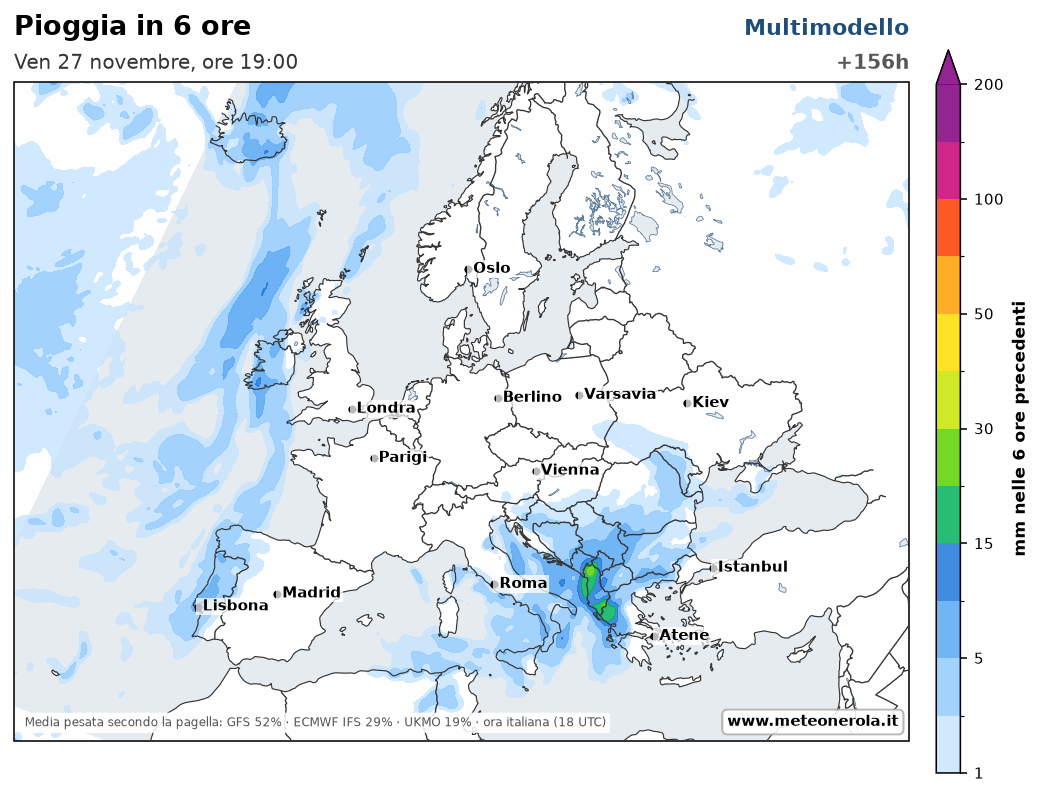 Pioggia in 6 ore
Multimodello
Ven 27 novembre, ore 19:00
+156h
200
100
50
30
15
5
1
mm nelle 6 ore precedenti
Oslo
Berlino
Varsavia
Kiev
Londra
Parigi
Vienna
Istanbul
Roma
Madrid
Lisbona
Atene
Media pesata secondo la pagella: GFS 52% · ECMWF IFS 29% · UKMO 19% · ora italiana (18 UTC)
www.meteonerola.it